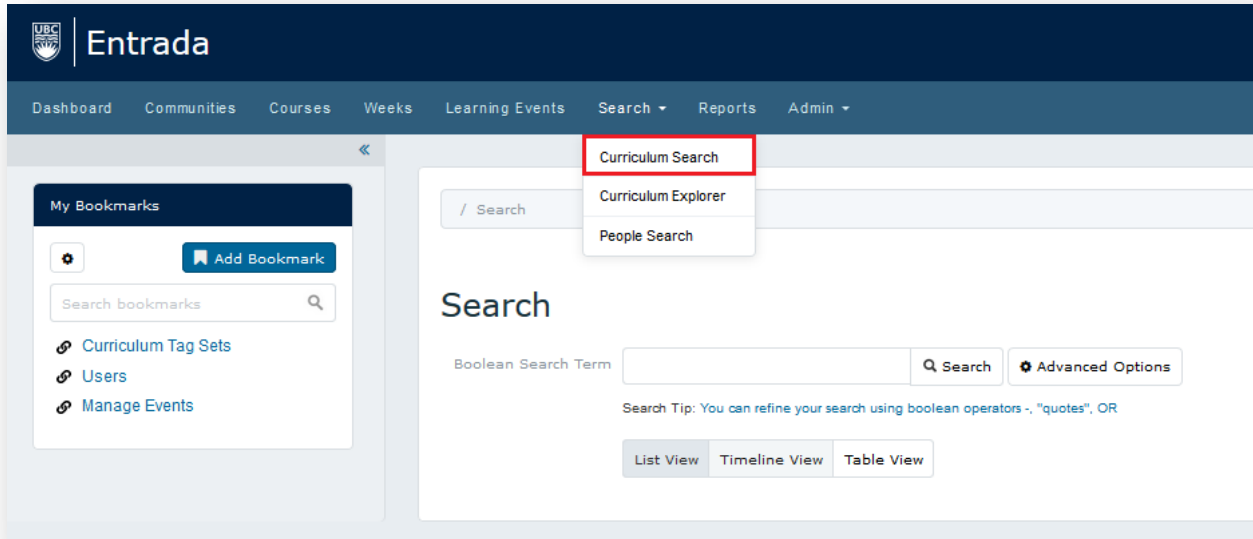 UBC
Entrada
Dashboard Communities Courses Weeks Learning Events Search Reports Admin
«
Curriculum Search
Curriculum Explorer
People Search
My Bookmarks
Add Bookmark
Search bookmarks
Curriculum Tag Sets
Users
Manage Events
/ Search
Search
Boolean Search Term Search Advanced Options
Search Tip: You can refine your search using boolean operators -, "quotes", OR
List View Timeline View Table View